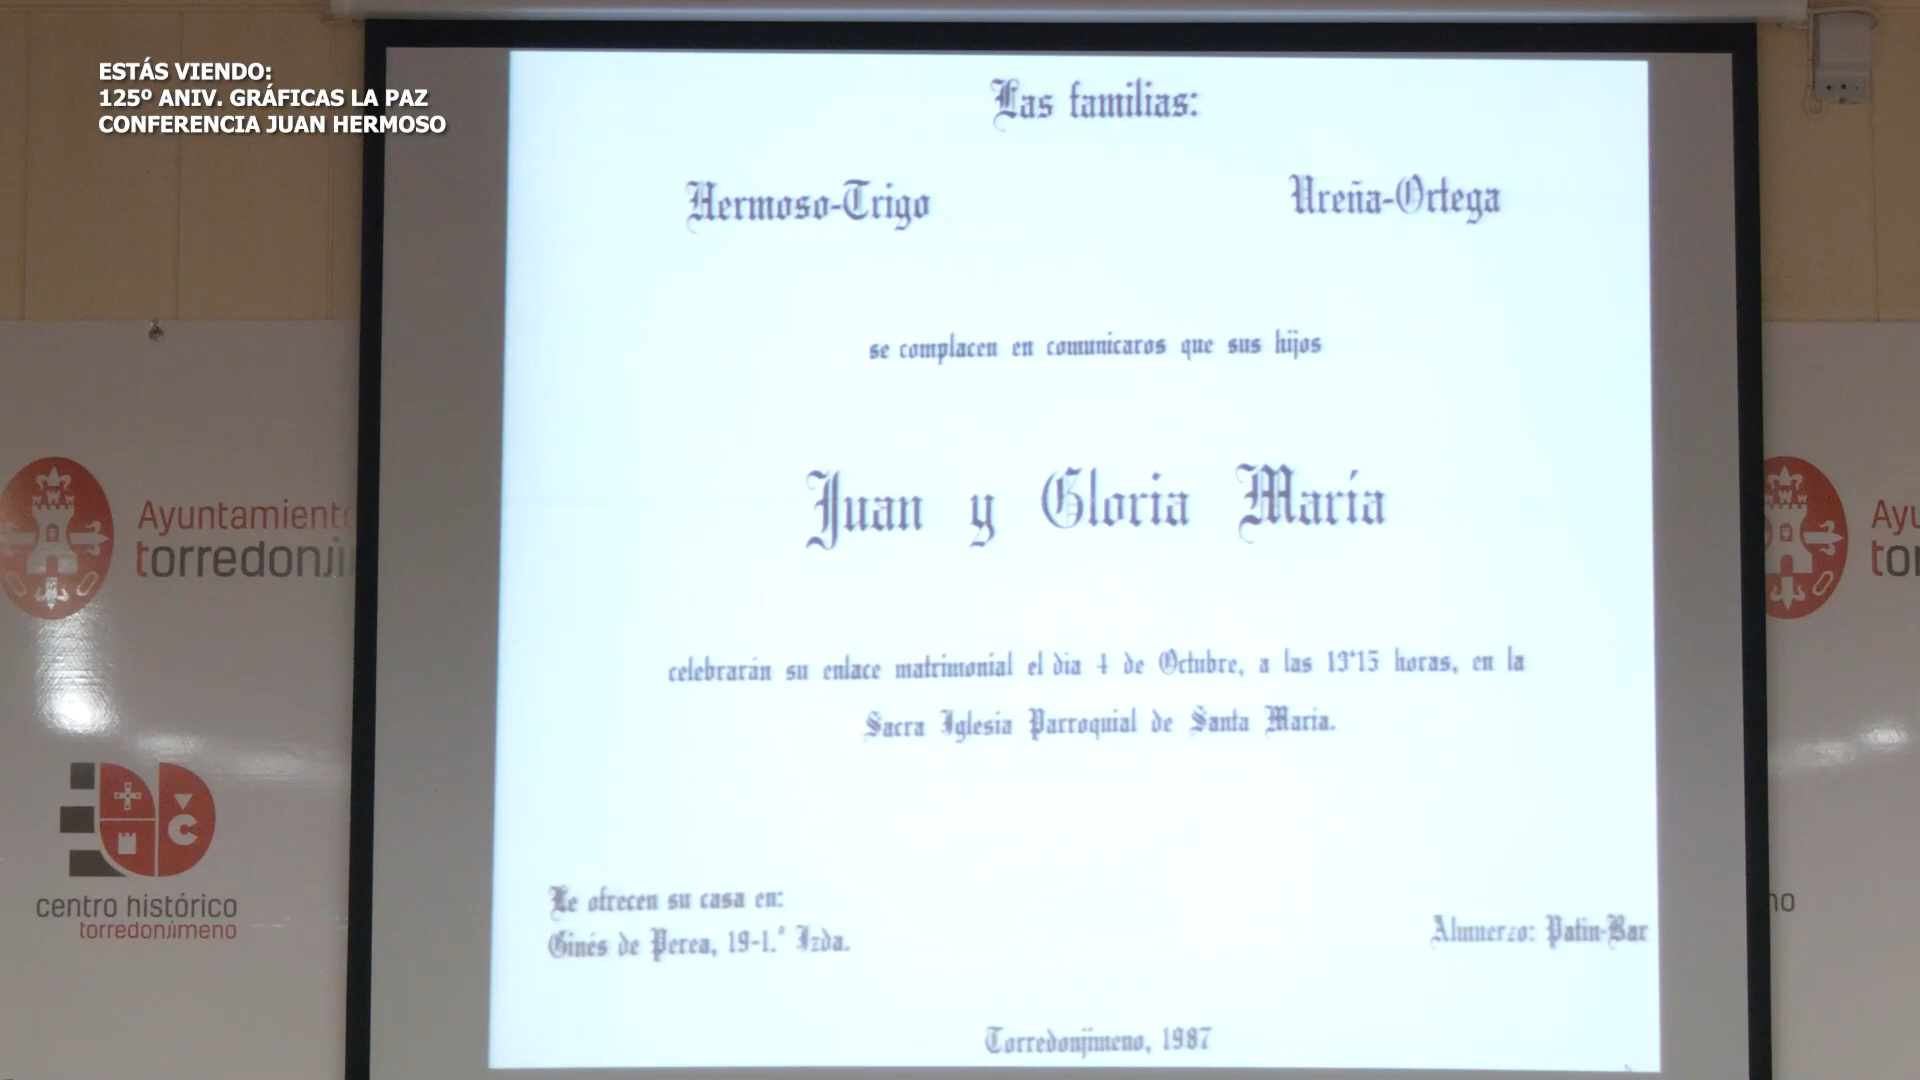 ESTÁS VIENDO:
125º ANIV. GRÁFICAS LA PAZ
CONFERENCIA JUAN HERMOSO
Las familias:
Hermoso-Trigo
Ureña-Ortega
se complacen en comunicaros que sus hijos
Juan y Gloria María
celebrarán su enlace matrimonial el dia 4 de Octubre, a las 13'15 horas, en la
Sacra Iglesia Parroquial de Santa María.
Le ofrecen su casa en:
Ginés de Perea, 19-1.º Izda.
Almuerzo: Patin-Bar
Torredonjimeno, 1987
Ayuntamiento
torredonji
centro histórico
torredonjimeno
Ayu
tor
no